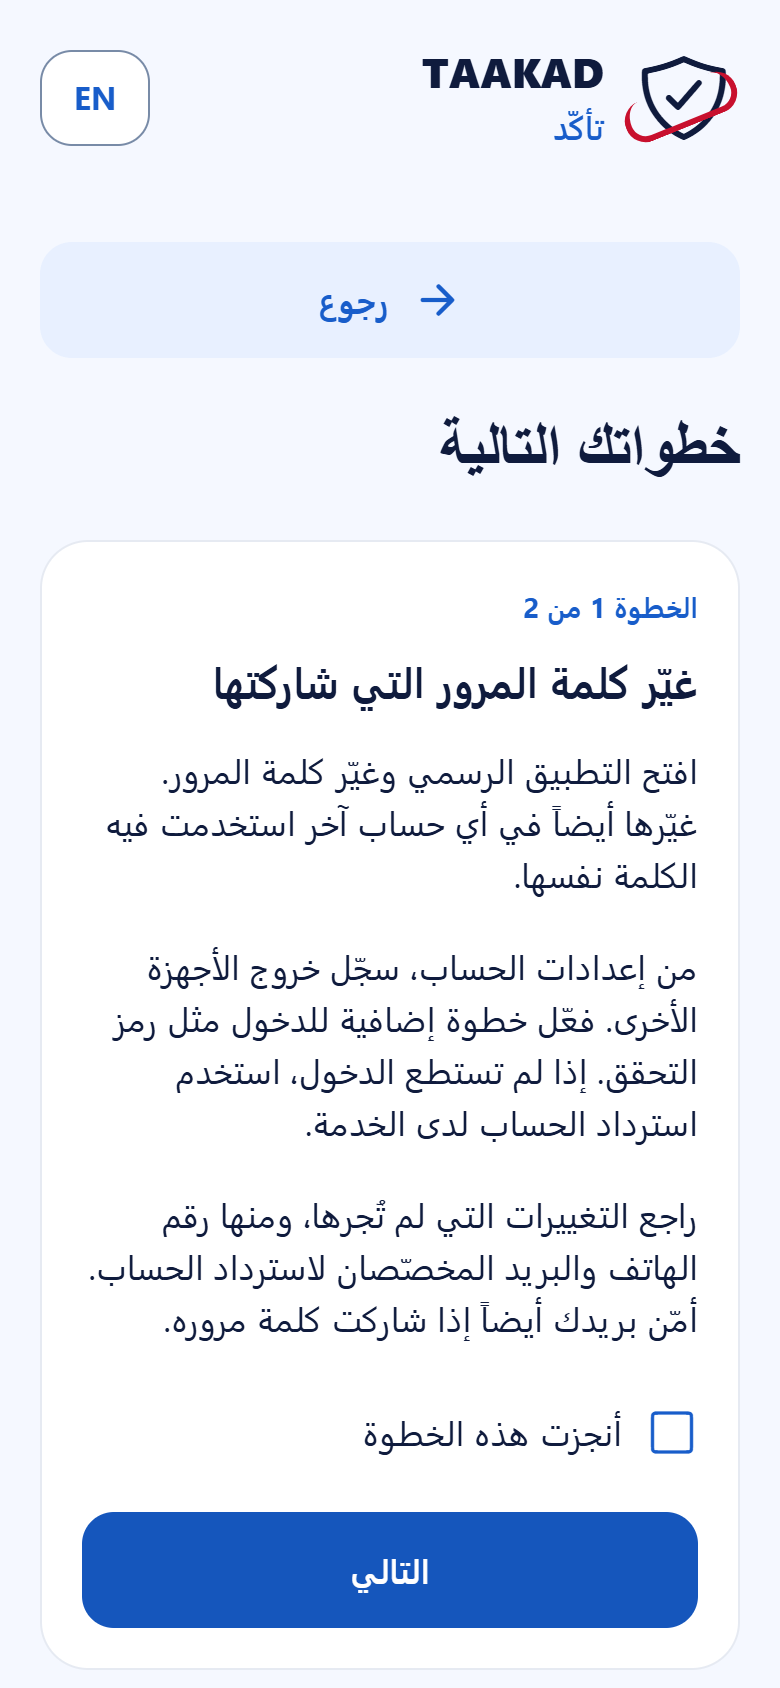 TAAKAD
تأكّد
EN
رجوع
خطواتك التالية
الخطوة 1 من 2
غيّر كلمة المرور التي شاركتها
افتح التطبيق الرسمي وغيّر كلمة المرور.
غيّرها أيضاً في أي حساب آخر استخدمت فيه
الكلمة نفسها.
من إعدادات الحساب، سجّل خروج الأجهزة
الأخرى. فعّل خطوة إضافية للدخول مثل رمز
التحقق. إذا لم تستطع الدخول، استخدم
استرداد الحساب لدى الخدمة.
راجع التغييرات التي لم تُجرها، ومنها رقم
الهاتف والبريد المخصّصان لاسترداد الحساب.
أمّن بريدك أيضاً إذا شاركت كلمة مروره.
أنجزت هذه الخطوة
التالي